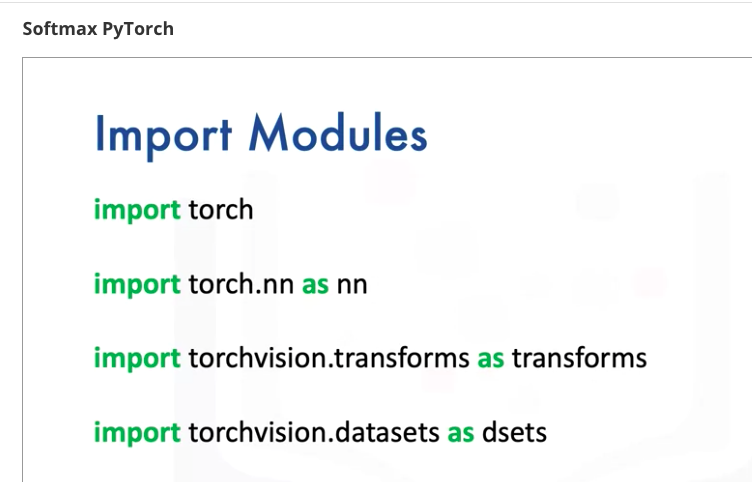 Softmax PyTorch
Import Modules
import torch
import torch.nn as nn
import torchvision.transforms as transforms
import torchvision.datasets as dsets